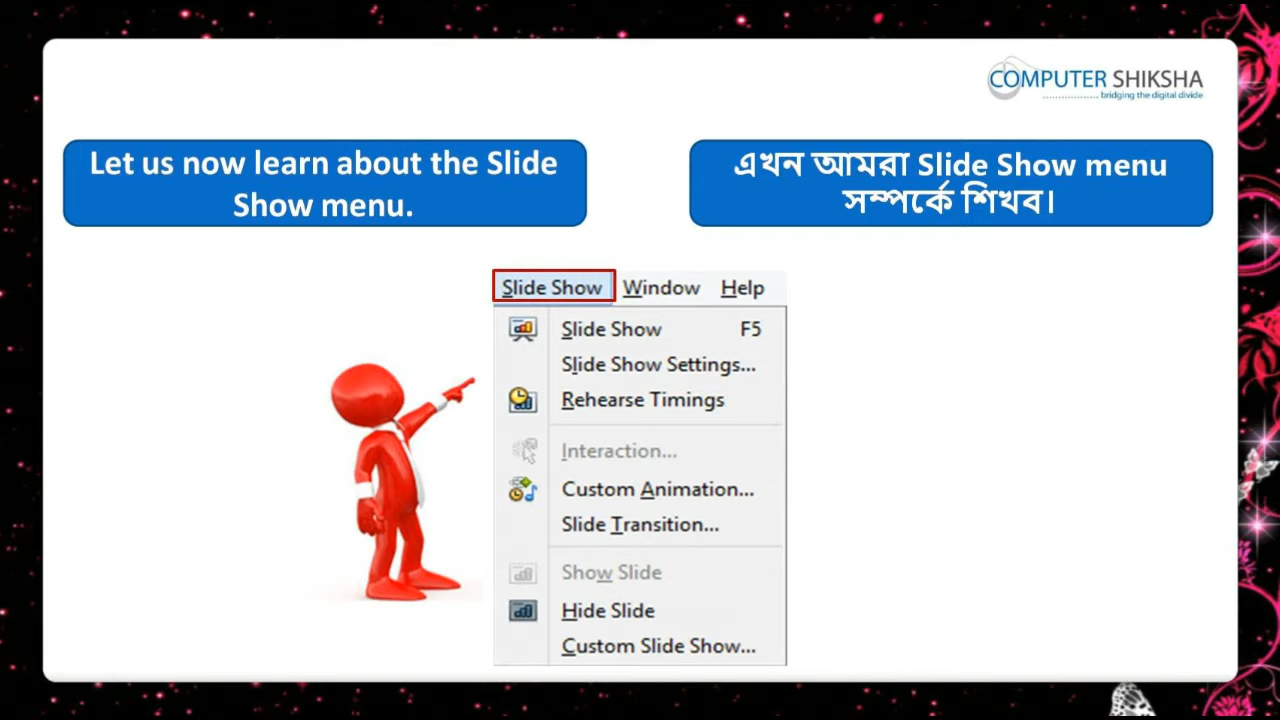 COMPUTER SHIKSHA
bridging the digital divide
Let us now learn about the Slide
Show menu.
এখন আমরা Slide Show menu
সম্পর্কে শিখব।
Slide Show Window Help
Slide Show F5
Slide Show Settings...
Rehearse Timings
Interaction...
Custom Animation...
Slide Transition...
Show Slide
Hide Slide
Custom Slide Show...